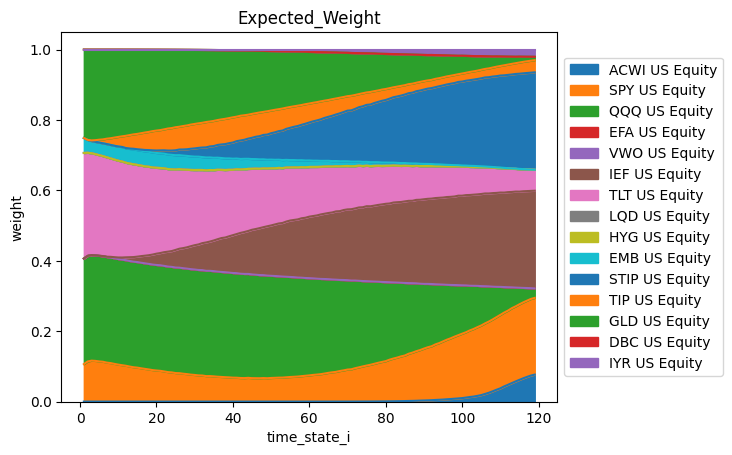 Expected_Weight
weight
1.0
0.8
0.6
0.4
0.2
0.0
0 20 40 60 80 100 120
time_state_i
ACWI US Equity
SPY US Equity
QQQ US Equity
EFA US Equity
VWO US Equity
IEF US Equity
TLT US Equity
LQD US Equity
HYG US Equity
EMB US Equity
STIP US Equity
TIP US Equity
GLD US Equity
DBC US Equity
IYR US Equity